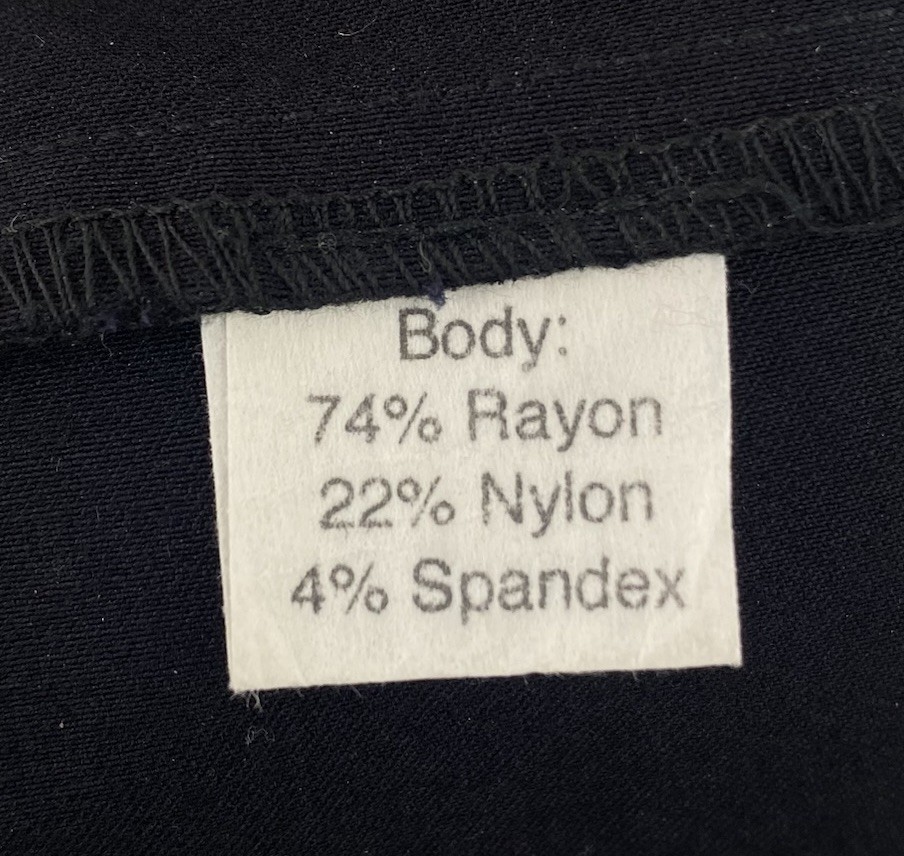 Body:
74% Rayon
22% Nylon
4% Spandex